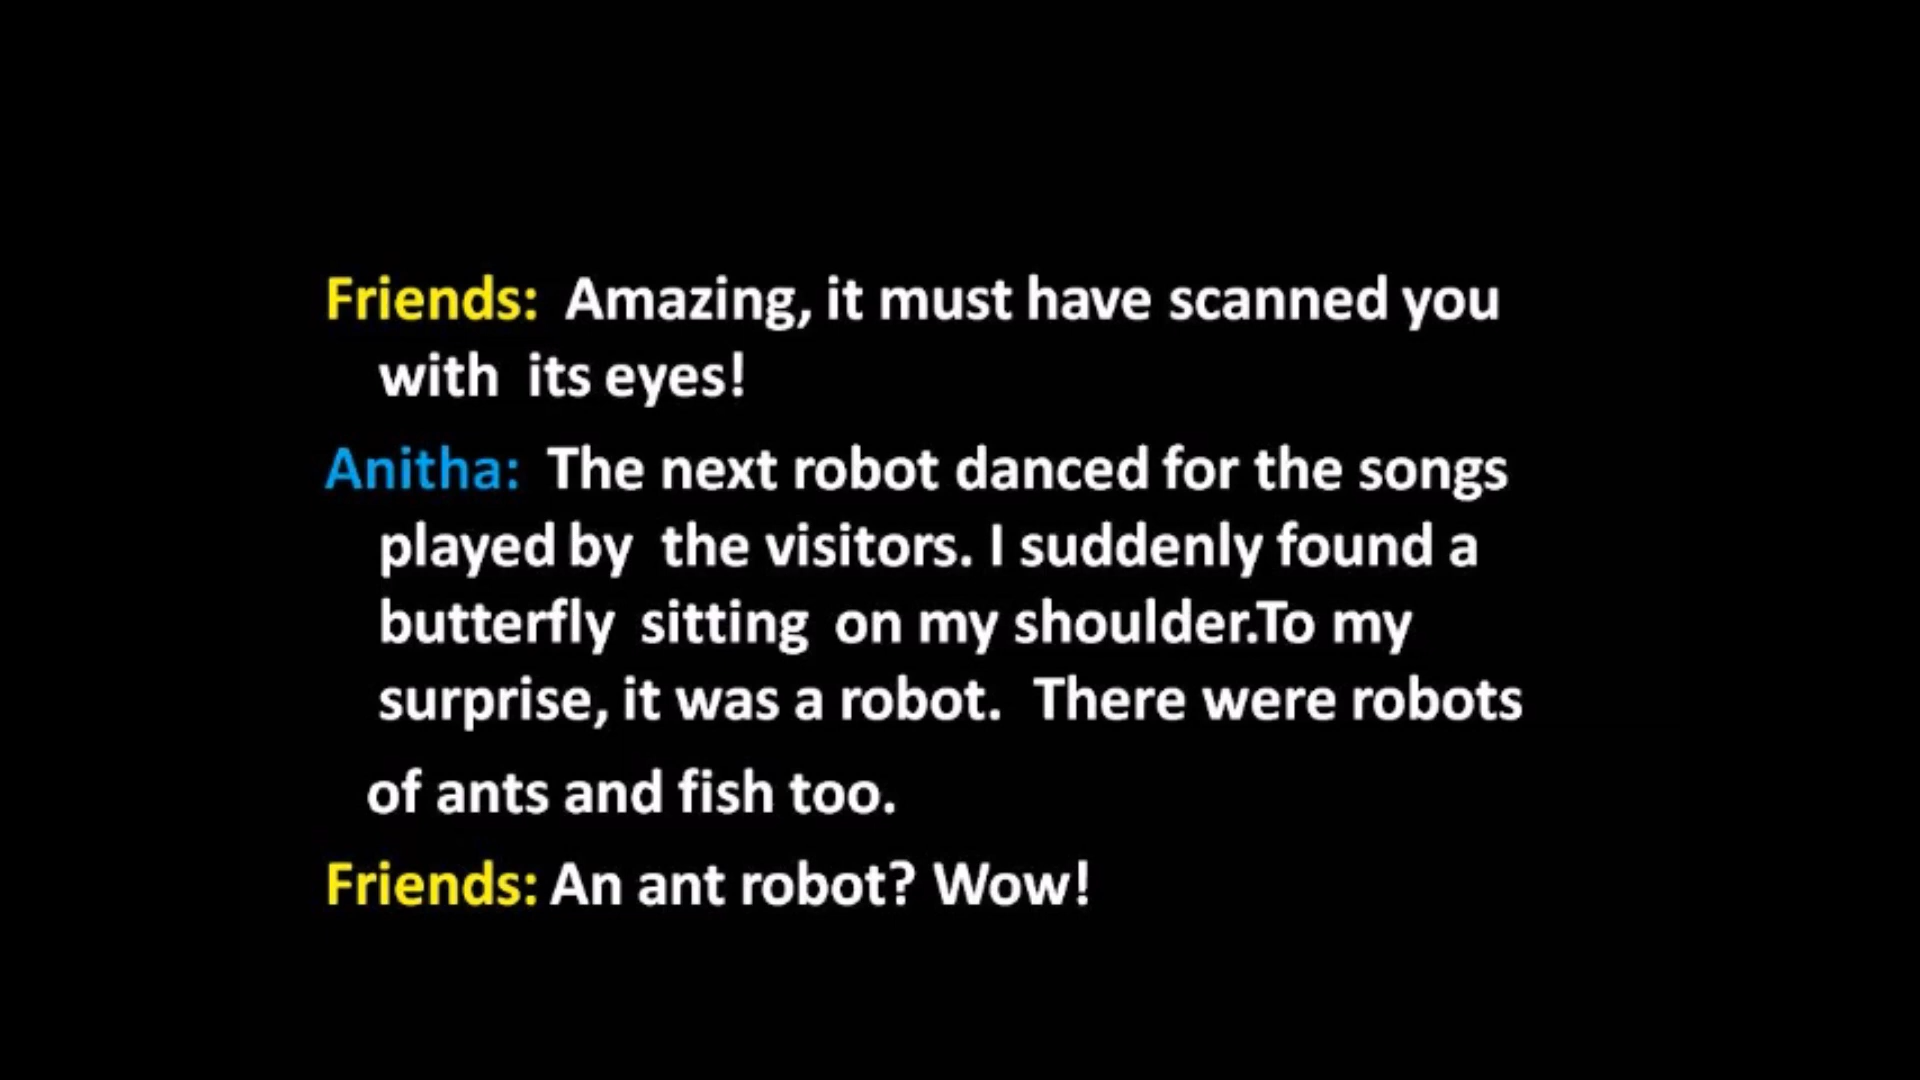 Friends: Amazing, it must have scanned you
with its eyes!
Anitha: The next robot danced for the songs
played by the visitors. I suddenly found a
butterfly sitting on my shoulder.To my
surprise, it was a robot. There were robots
of ants and fish too.
Friends: An ant robot? Wow!